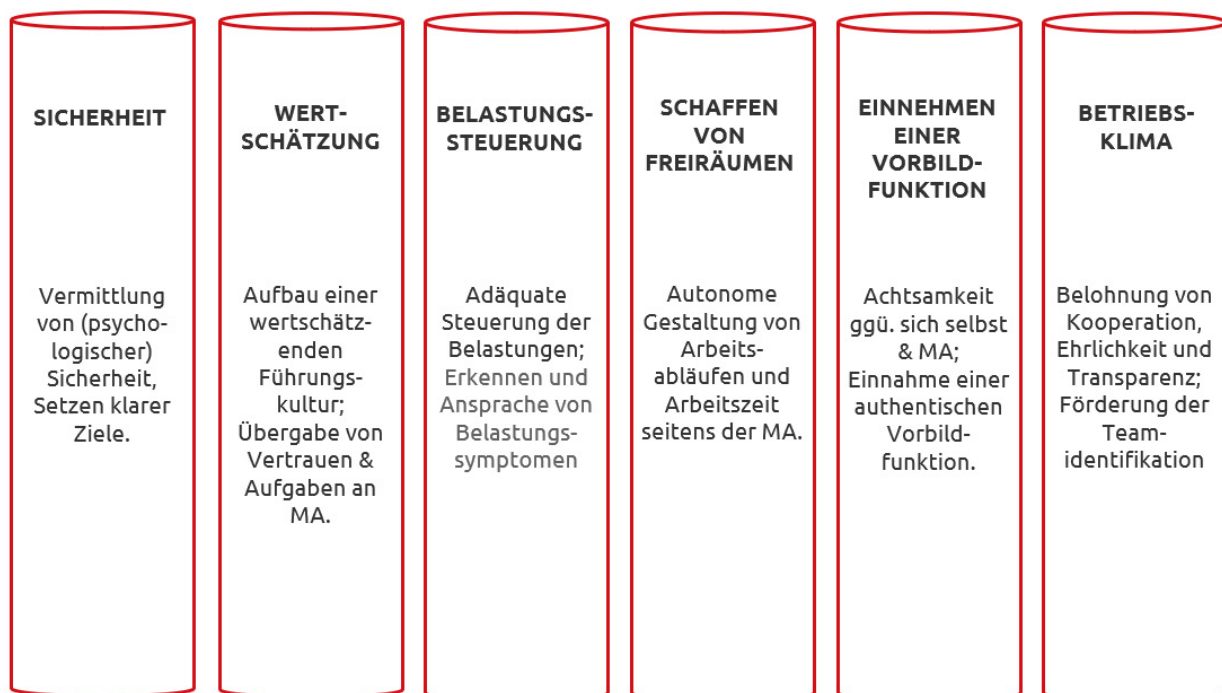 SICHERHEIT
Vermittlung
von (psycho-
logischer)
Sicherheit,
Setzen klarer
Ziele.
WERT-
SCHÄTZUNG
Aufbau einer
wertschätz-
enden
Führungs-
kultur;
Übergabe von
Vertrauen &
Aufgaben an
MA.
BELASTUNGS-
STEUERUNG
Adäquate
Steuerung der
Belastungen;
Erkennen und
Ansprache von
Belastungs-
symptomen
SCHAFFEN
VON
FREIRÄUMEN
Autonome
Gestaltung von
Arbeits-
abläufen und
Arbeitszeit
seitens der MA.
EINNEHMEN
EINER
VORBILD-
FUNKTION
Achtsamkeit
ggü. sich selbst
& MA;
Einnahme einer
authentischen
Vorbild-
funktion.
BETRIEBS-
KLIMA
Belohnung von
Kooperation,
Ehrlichkeit und
Transparenz;
Förderung der
Team-
identifikation